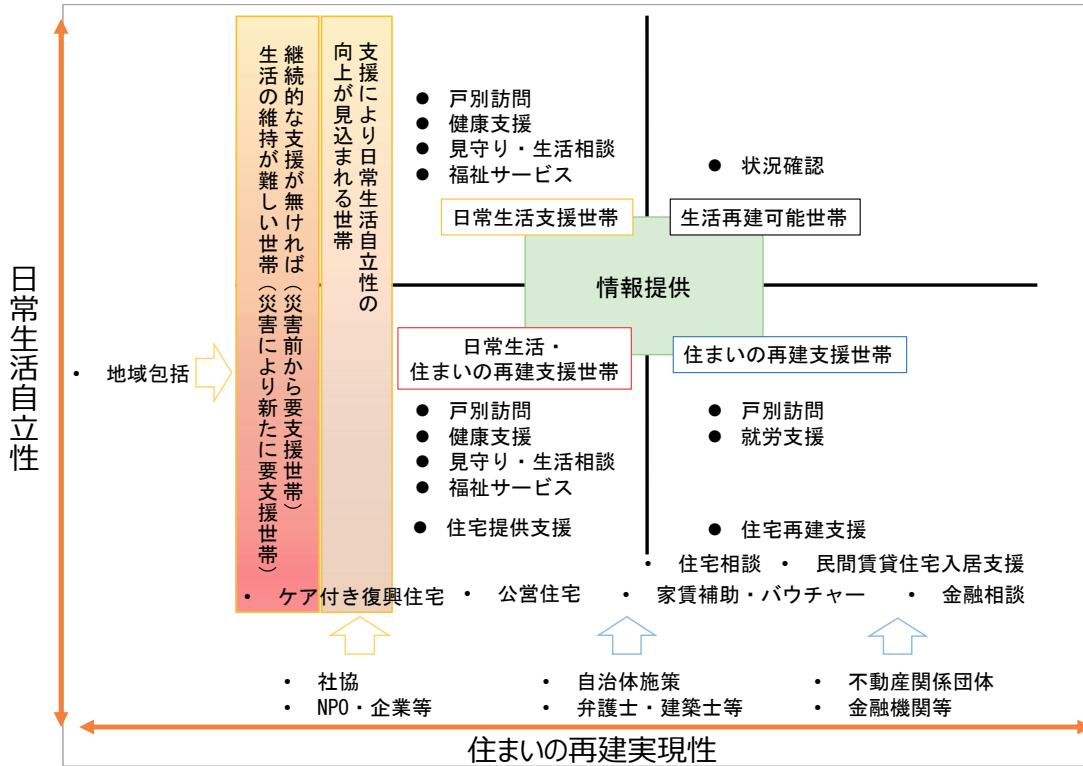 日常生活自立性
・ 地域包括
継続的な支援が無ければ(災害前から要支援世帯)
生活の維持が難しい世帯(災害により新たに要支援世帯)
支援により日常生活自立性の
向上が見込まれる世帯
● 戸別訪問
● 健康支援
● 見守り・生活相談
● 福祉サービス
日常生活支援世帯
● 状況確認
生活再建可能世帯
情報提供
日常生活・
住まいの再建支援世帯
● 戸別訪問
● 健康支援
● 見守り・生活相談
● 福祉サービス
● 住宅提供支援
住まいの再建支援世帯
● 戸別訪問
● 就労支援
● 住宅再建支援
・ 住宅相談 ・ 民間賃貸住宅入居支援
・ ケア付き復興住宅 ・ 公営住宅 ・ 家賃補助・バウチャー ・ 金融相談
・ 社協
・ NPO・企業等
・ 自治体施策
・ 弁護士・建築士等
・ 不動産関係団体
・ 金融機関等
住まいの再建実現性